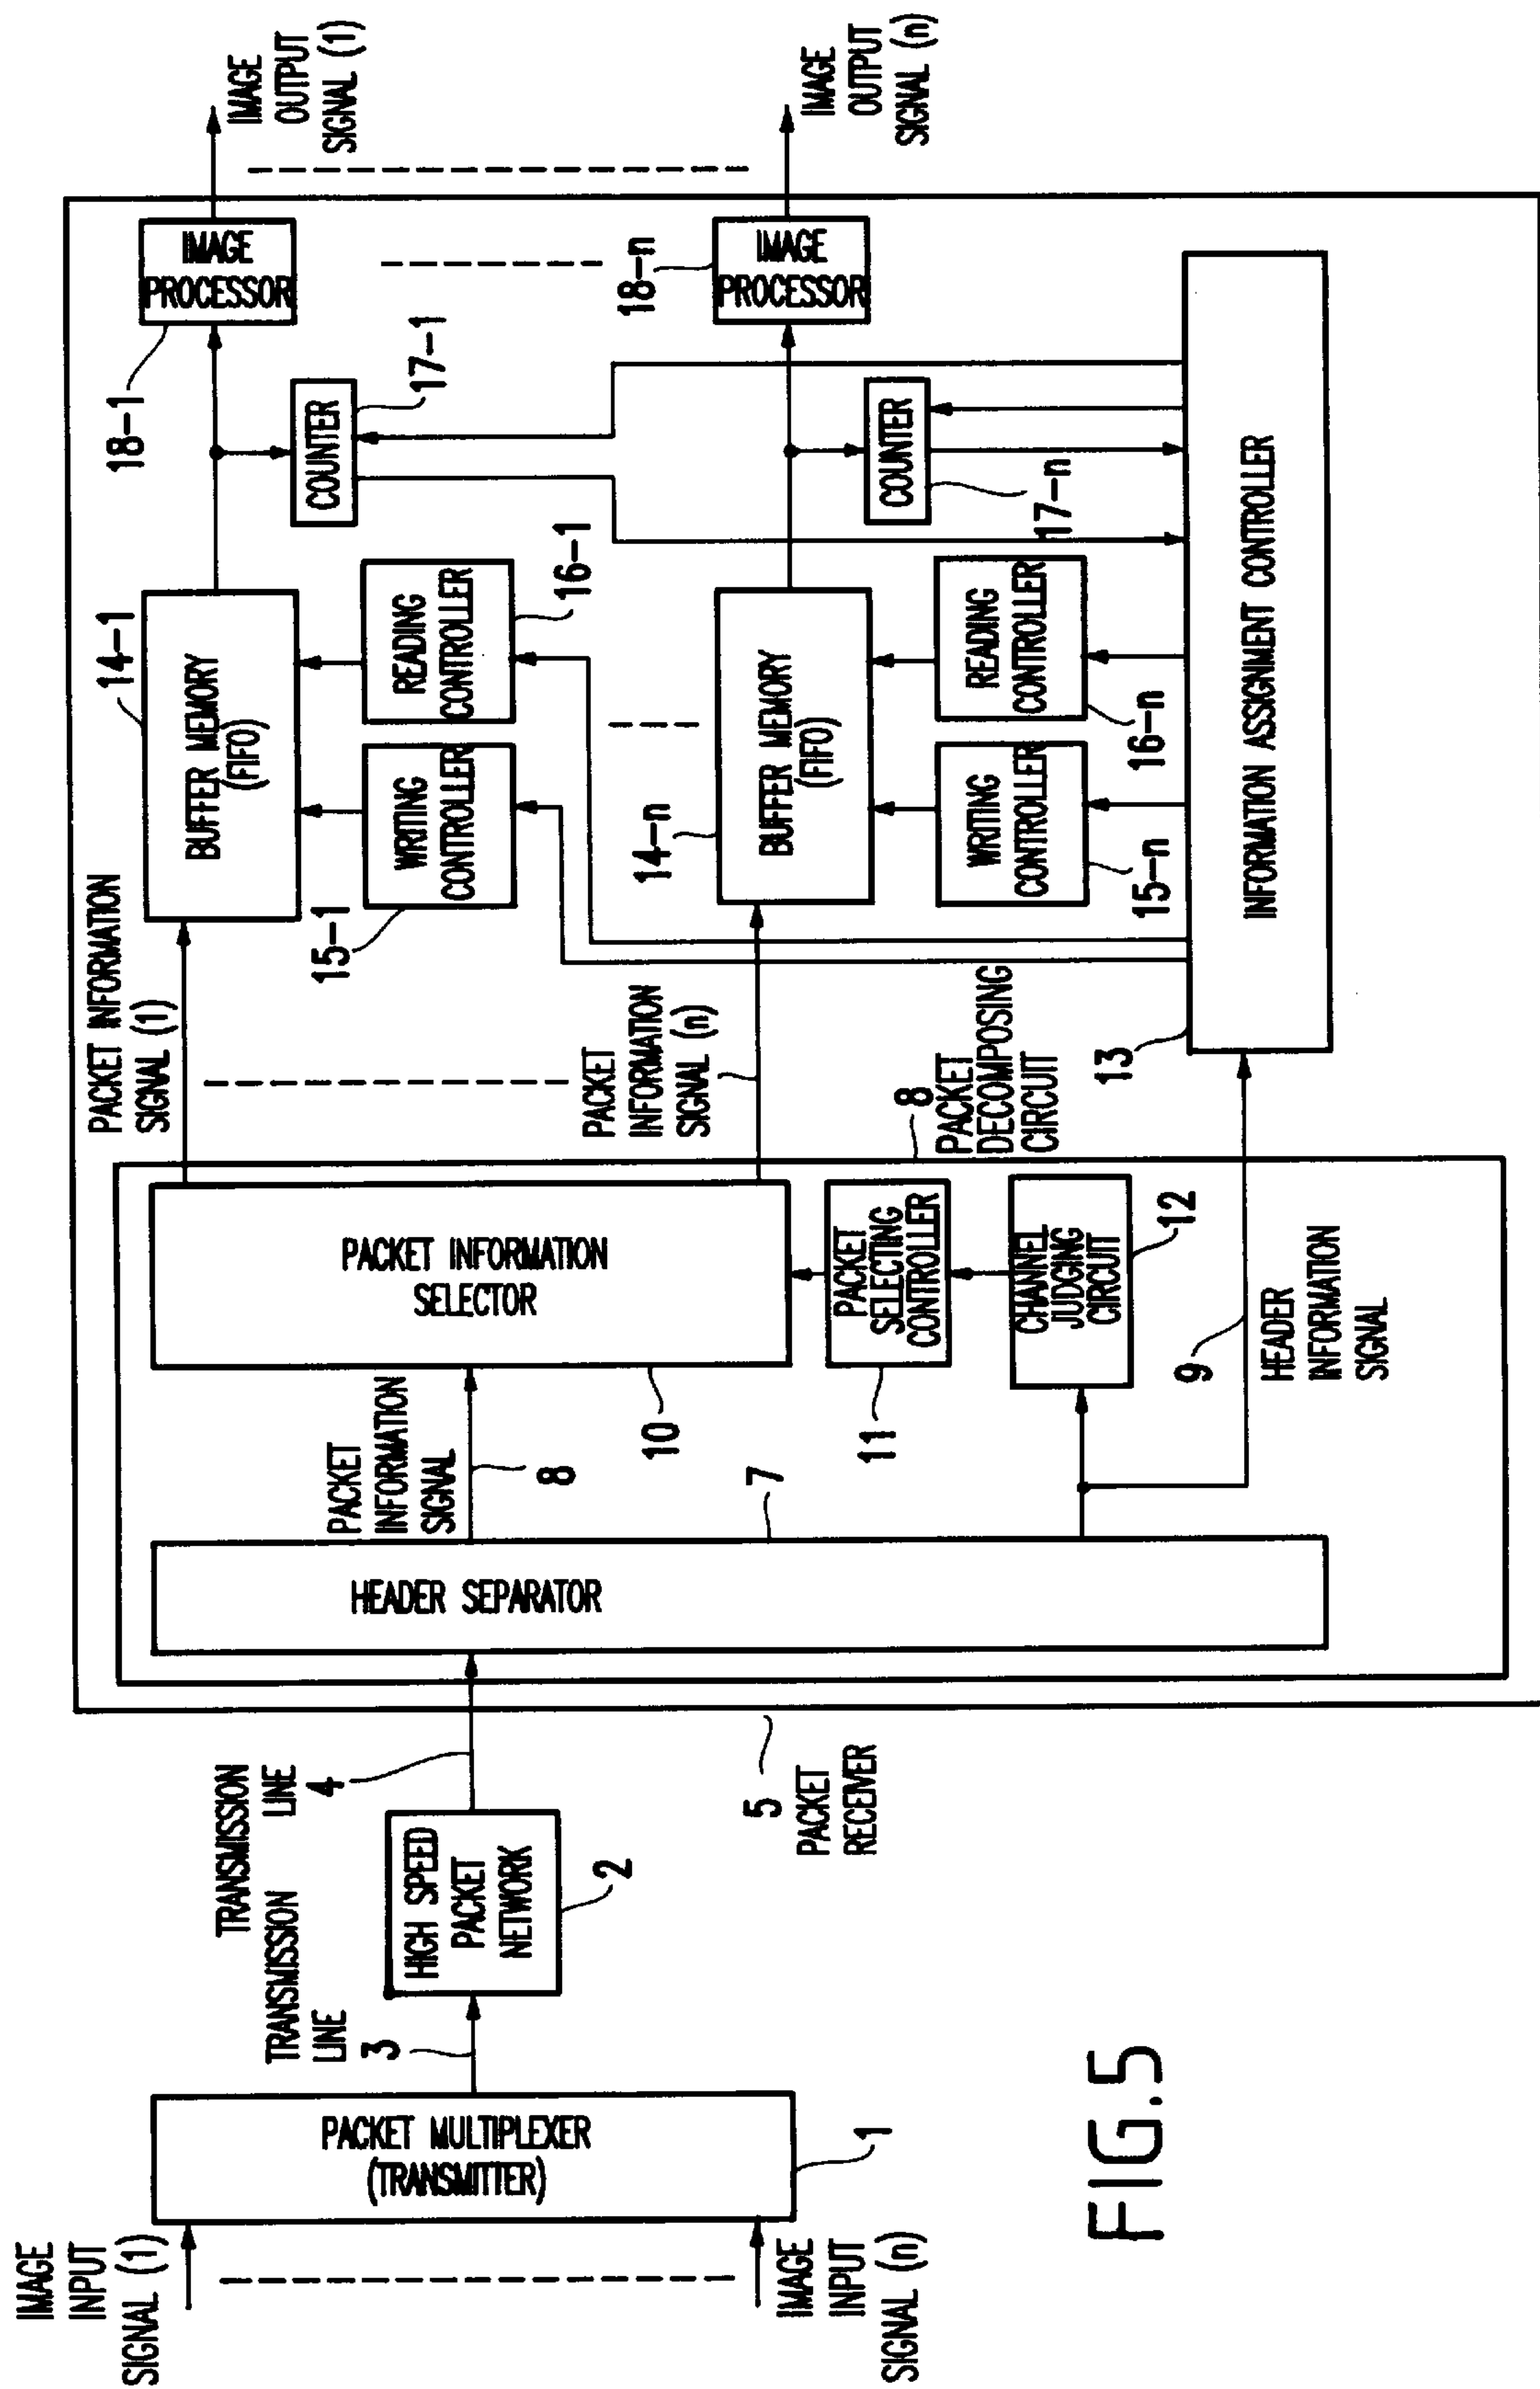 IMAGE
INPUT
SIGNAL (1)
IMAGE
INPUT
SIGNAL (n)
PACKET MULTIPLEXER
(TRANSMITTER)
1
TRANSMISSION
LINE
3
HIGH SPEED
PACKET
NETWORK
2
TRANSMISSION
LINE
4
5
PACKET
RECEIVER
HEADER SEPARATOR
7
PACKET
INFORMATION
SIGNAL
8
PACKET INFORMATION
SELECTOR
10
PACKET
SELECTING
CONTROLLER
11
CHANNEL
JUDGING
CIRCUIT
12
9
HEADER
INFORMATION
SIGNAL
8
PACKET
DECOMPOSING
CIRCUIT
PACKET INFORMATION
SIGNAL (1)
PACKET
INFORMATION
SIGNAL (n)
BUFFER MEMORY
(FIFO)
14-1
WRITING
CONTROLLER
15-1
READING
CONTROLLER
16-1
COUNTER
17-1
IMAGE
PROCESSOR
18-1
IMAGE
OUTPUT
SIGNAL (1)
BUFFER MEMORY
(FIFO)
14-n
WRITING
CONTROLLER
15-n
READING
CONTROLLER
16-n
COUNTER
17-n
IMAGE
PROCESSOR
18-n
IMAGE
OUTPUT
SIGNAL (n)
INFORMATION ASSIGNMENT CONTROLLER
13
FIG.5